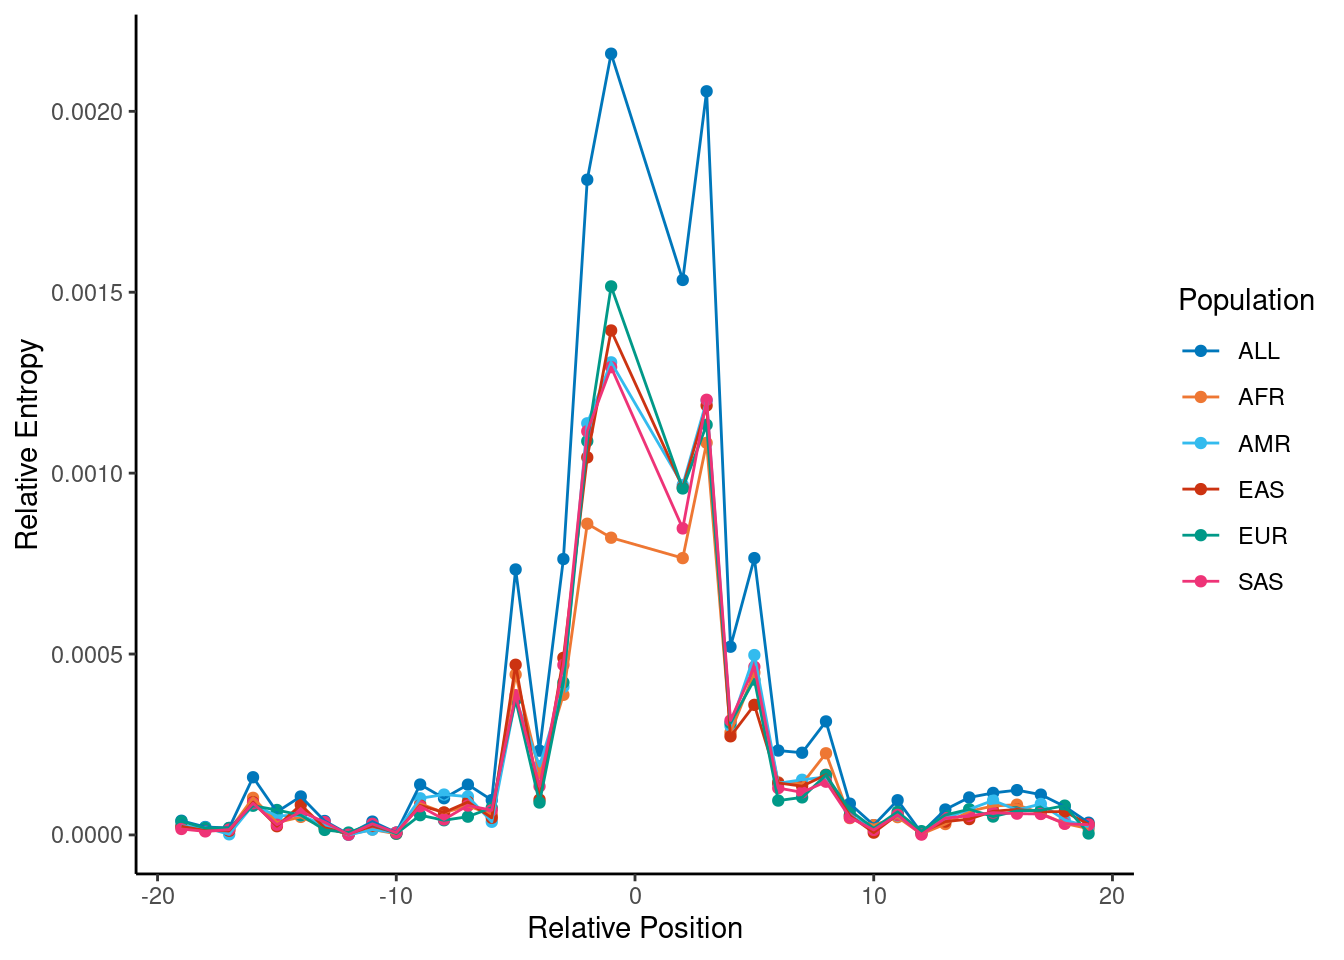 Relative Entropy
0.0020
0.0015
0.0010
0.0005
0.0000
-20 -10 0 10 20
Relative Position
Population
ALL
AFR
AMR
EAS
EUR
SAS